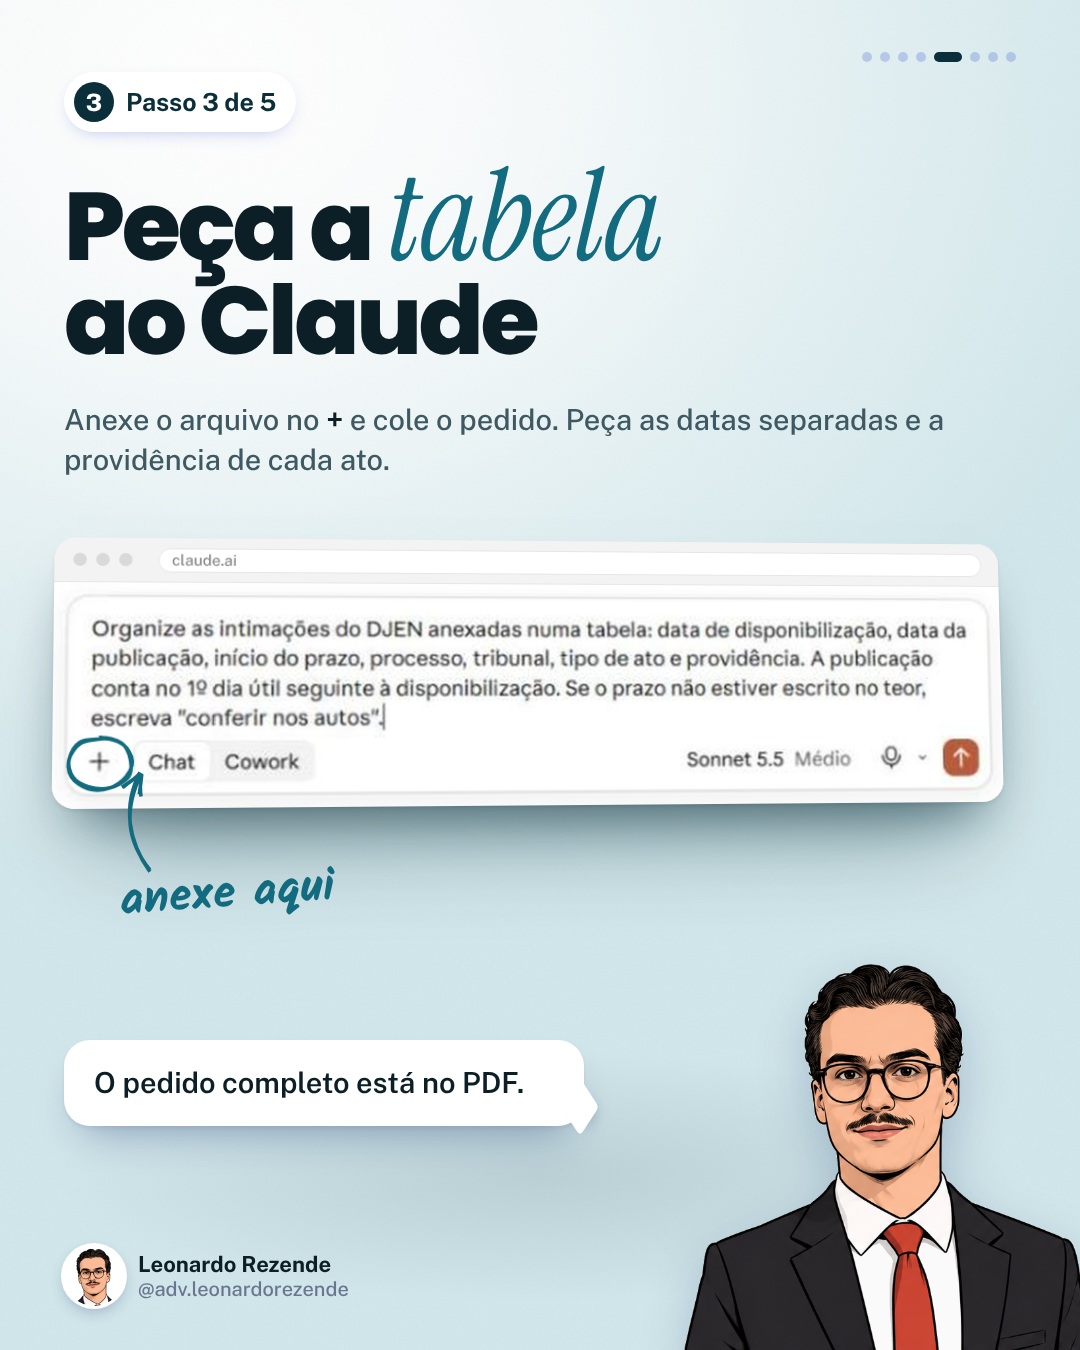 3 Passo 3 de 5
Peça a tabela
ao Claude
Anexe o arquivo no + e cole o pedido. Peça as datas separadas e a
providência de cada ato.
claude.ai
Organize as intimações do DJEN anexadas numa tabela: data de disponibilização, data da
publicação, início do prazo, processo, tribunal, tipo de ato e providência. A publicação
conta no 1º dia útil seguinte à disponibilização. Se o prazo não estiver escrito no teor,
escreva "conferir nos autos".
+ Chat Cowork Sonnet 5.5 Médio
anexe aqui
O pedido completo está no PDF.
Leonardo Rezende
@adv.leonardorezende